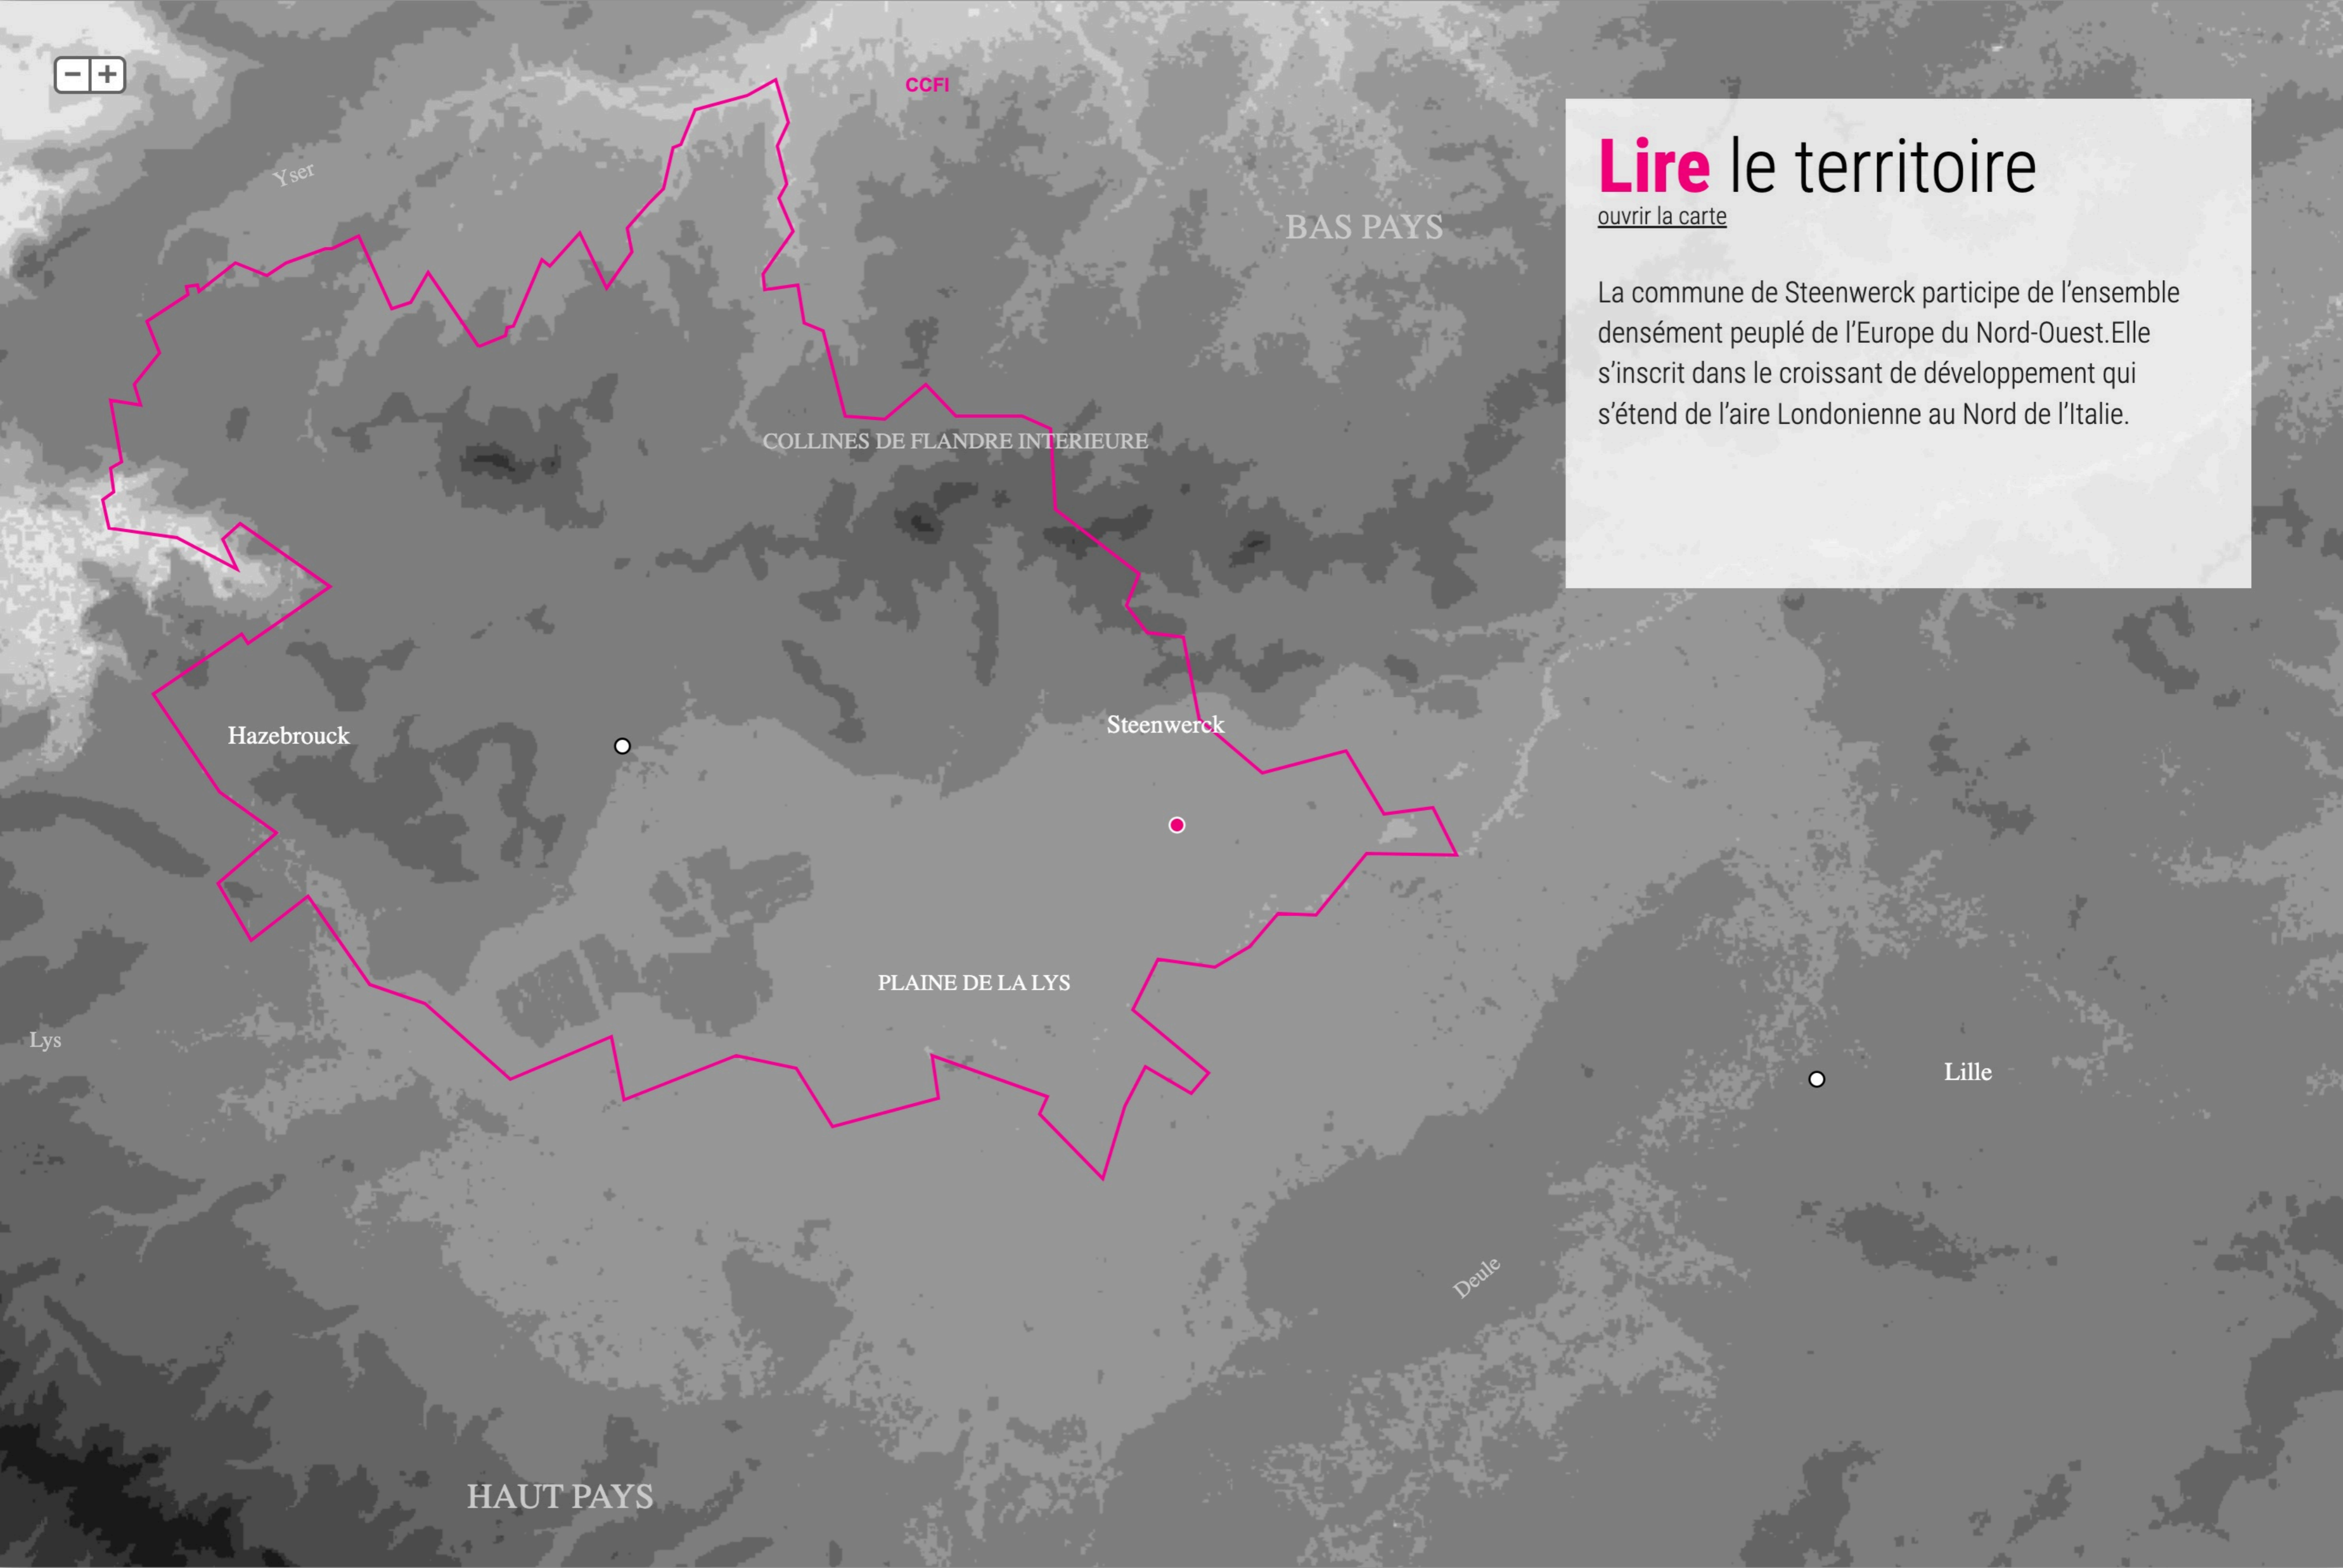 − +
CCFI
Lire le territoire
ouvrir la carte
La commune de Steenwerck participe de l’ensemble
densément peuplé de l’Europe du Nord-Ouest.Elle
s’inscrit dans le croissant de développement qui
s’étend de l’aire Londonienne au Nord de l’Italie.
Yser
BAS PAYS
COLLINES DE FLANDRE INTERIEURE
Steenwerck
Hazebrouck
PLAINE DE LA LYS
Lys
Lille
Deule
HAUT PAYS